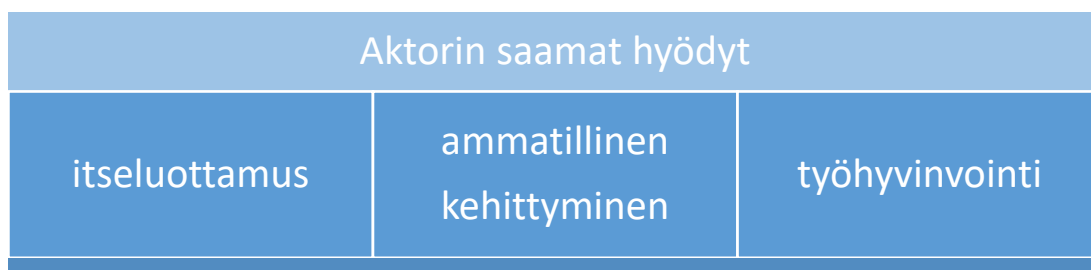 Aktorin saamat hyödyt
itseluottamus
ammatillinen
kehittyminen
työhyvinvointi